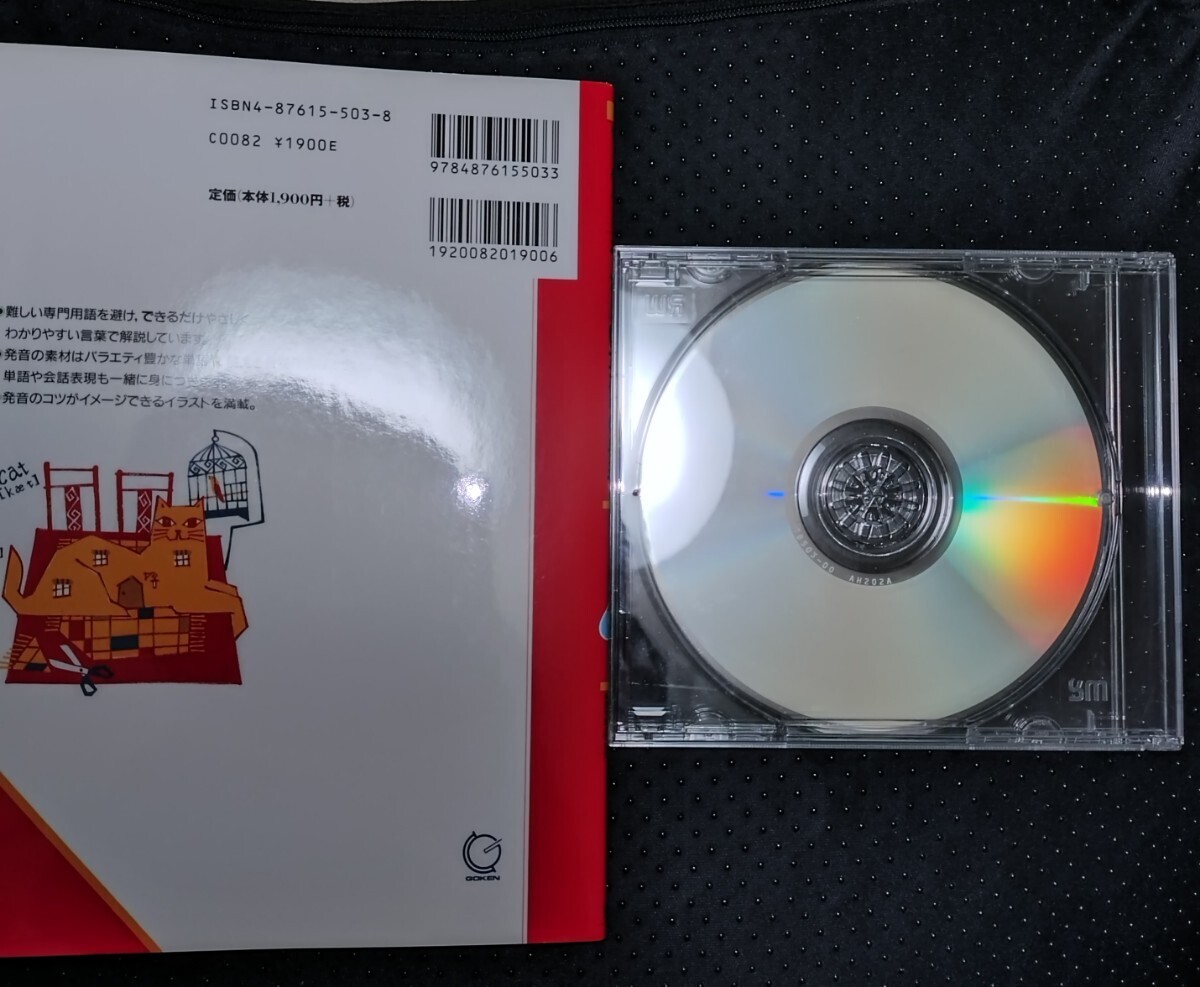 ISBN4-87615-503-8
C0082 ¥1900E
定価(本体1,900円+税)
9784876155033
1920082019006
難しい専門用語を避け、できるだけやさしく
わかりやすい言葉で解説しています。
発音の素材はバラエティ豊かな
単語や会話表現も一緒に身に
発音のコツがイメージできるイラストを満載。
cat
[kæt]
GOKEN
AH202A